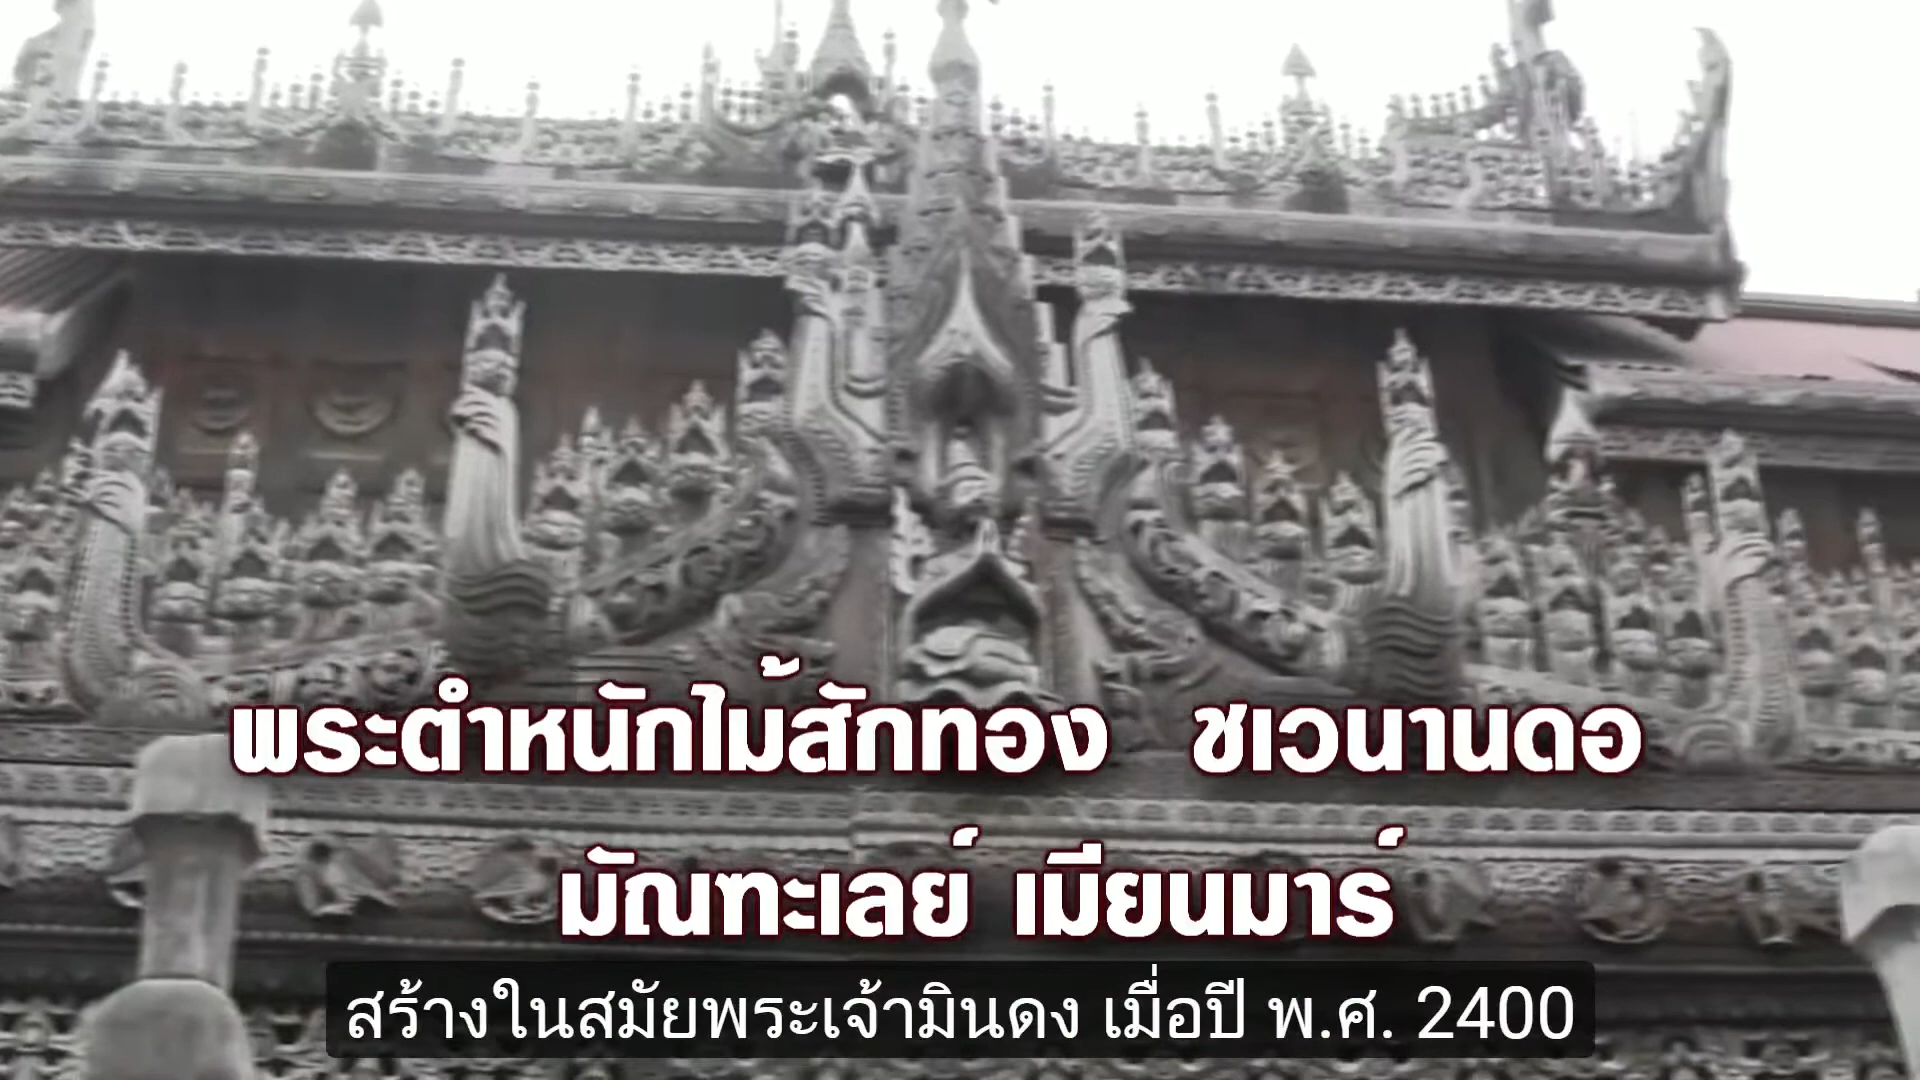 พระตำหนักไม้สักทอง ชเวนานดอ
มัณฑะเลย์ เมียนมาร์
สร้างในสมัยพระเจ้ามินดง เมื่อปี พ.ศ. 2400